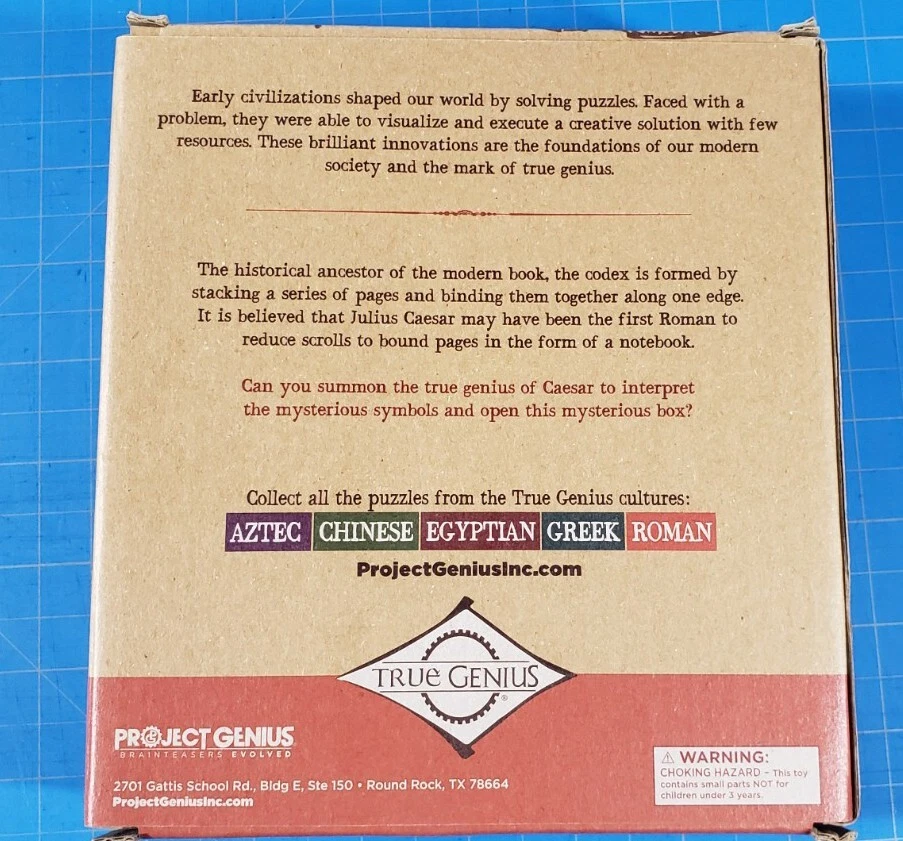 Early civilizations shaped our world by solving puzzles. Faced with a
problem, they were able to visualize and execute a creative solution with few
resources. These brilliant innovations are the foundations of our modern
society and the mark of true genius.
The historical ancestor of the modern book, the codex is formed by
stacking a series of pages and binding them together along one edge.
It is believed that Julius Caesar may have been the first Roman to
reduce scrolls to bound pages in the form of a notebook.
Can you summon the true genius of Caesar to interpret
the mysterious symbols and open this mysterious box?
Collect all the puzzles from the True Genius cultures:
AZTEC CHINESE EGYPTIAN GREEK ROMAN
ProjectGeniusInc.com
TRUE GENIUS®
PROJECT GENIUS
BRAINTEASERS EVOLVED
2701 Gattis School Rd., Bldg E, Ste 150 • Round Rock, TX 78664
ProjectGeniusInc.com
⚠ WARNING:
CHOKING HAZARD – This toy
contains small parts NOT for
children under 3 years.